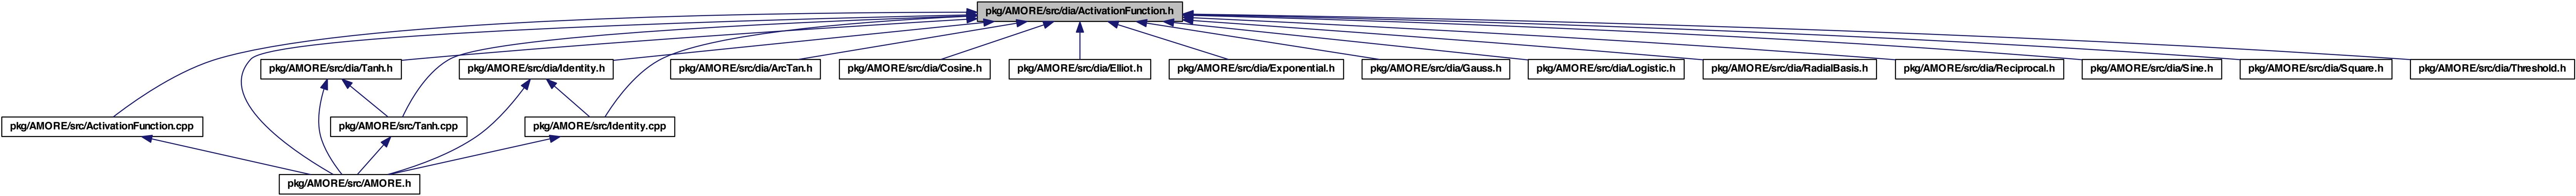 pkg/AMORE/src/dia/ActivationFunction.h
pkg/AMORE/src/dia/Tanh.h
pkg/AMORE/src/dia/Identity.h
pkg/AMORE/src/dia/ArcTan.h
pkg/AMORE/src/dia/Cosine.h
pkg/AMORE/src/dia/Elliot.h
pkg/AMORE/src/dia/Exponential.h
pkg/AMORE/src/dia/Gauss.h
pkg/AMORE/src/dia/Logistic.h
pkg/AMORE/src/dia/RadialBasis.h
pkg/AMORE/src/dia/Reciprocal.h
pkg/AMORE/src/dia/Sine.h
pkg/AMORE/src/dia/Square.h
pkg/AMORE/src/dia/Threshold.h
pkg/AMORE/src/ActivationFunction.cpp
pkg/AMORE/src/Tanh.cpp
pkg/AMORE/src/Identity.cpp
pkg/AMORE/src/AMORE.h